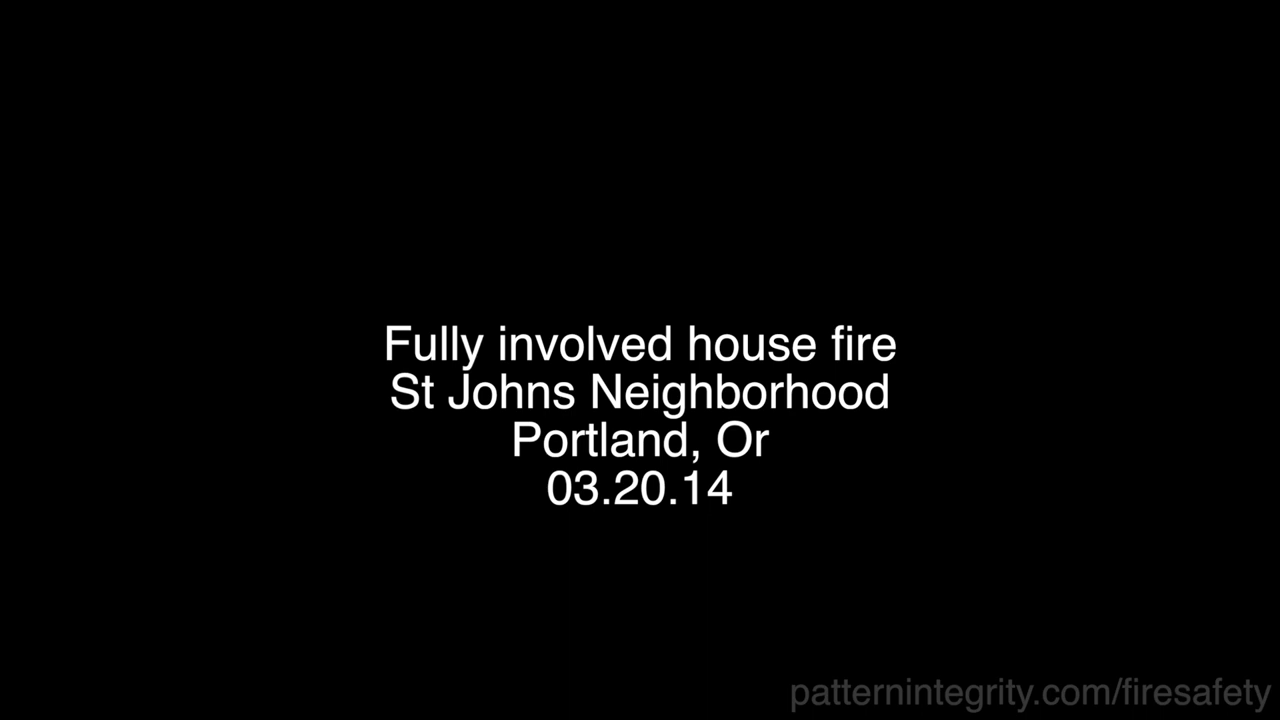 Fully involved house fire
St Johns Neighborhood
Portland, Or
03.20.14
patternintegrity.com/firesafety